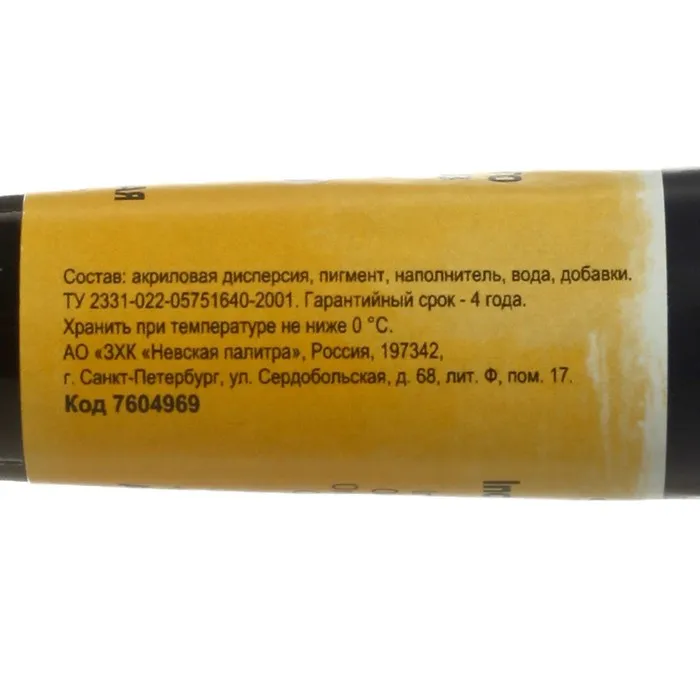 Состав: акриловая дисперсия, пигмент, наполнитель, вода, добавки.
ТУ 2331-022-05751640-2001. Гарантийный срок - 4 года.
Хранить при температуре не ниже 0 °С.
АО «ЗХК «Невская палитра», Россия, 197342,
г. Санкт-Петербург, ул. Сердобольская, д. 68, лит. Ф, пом. 17.
Код 7604969